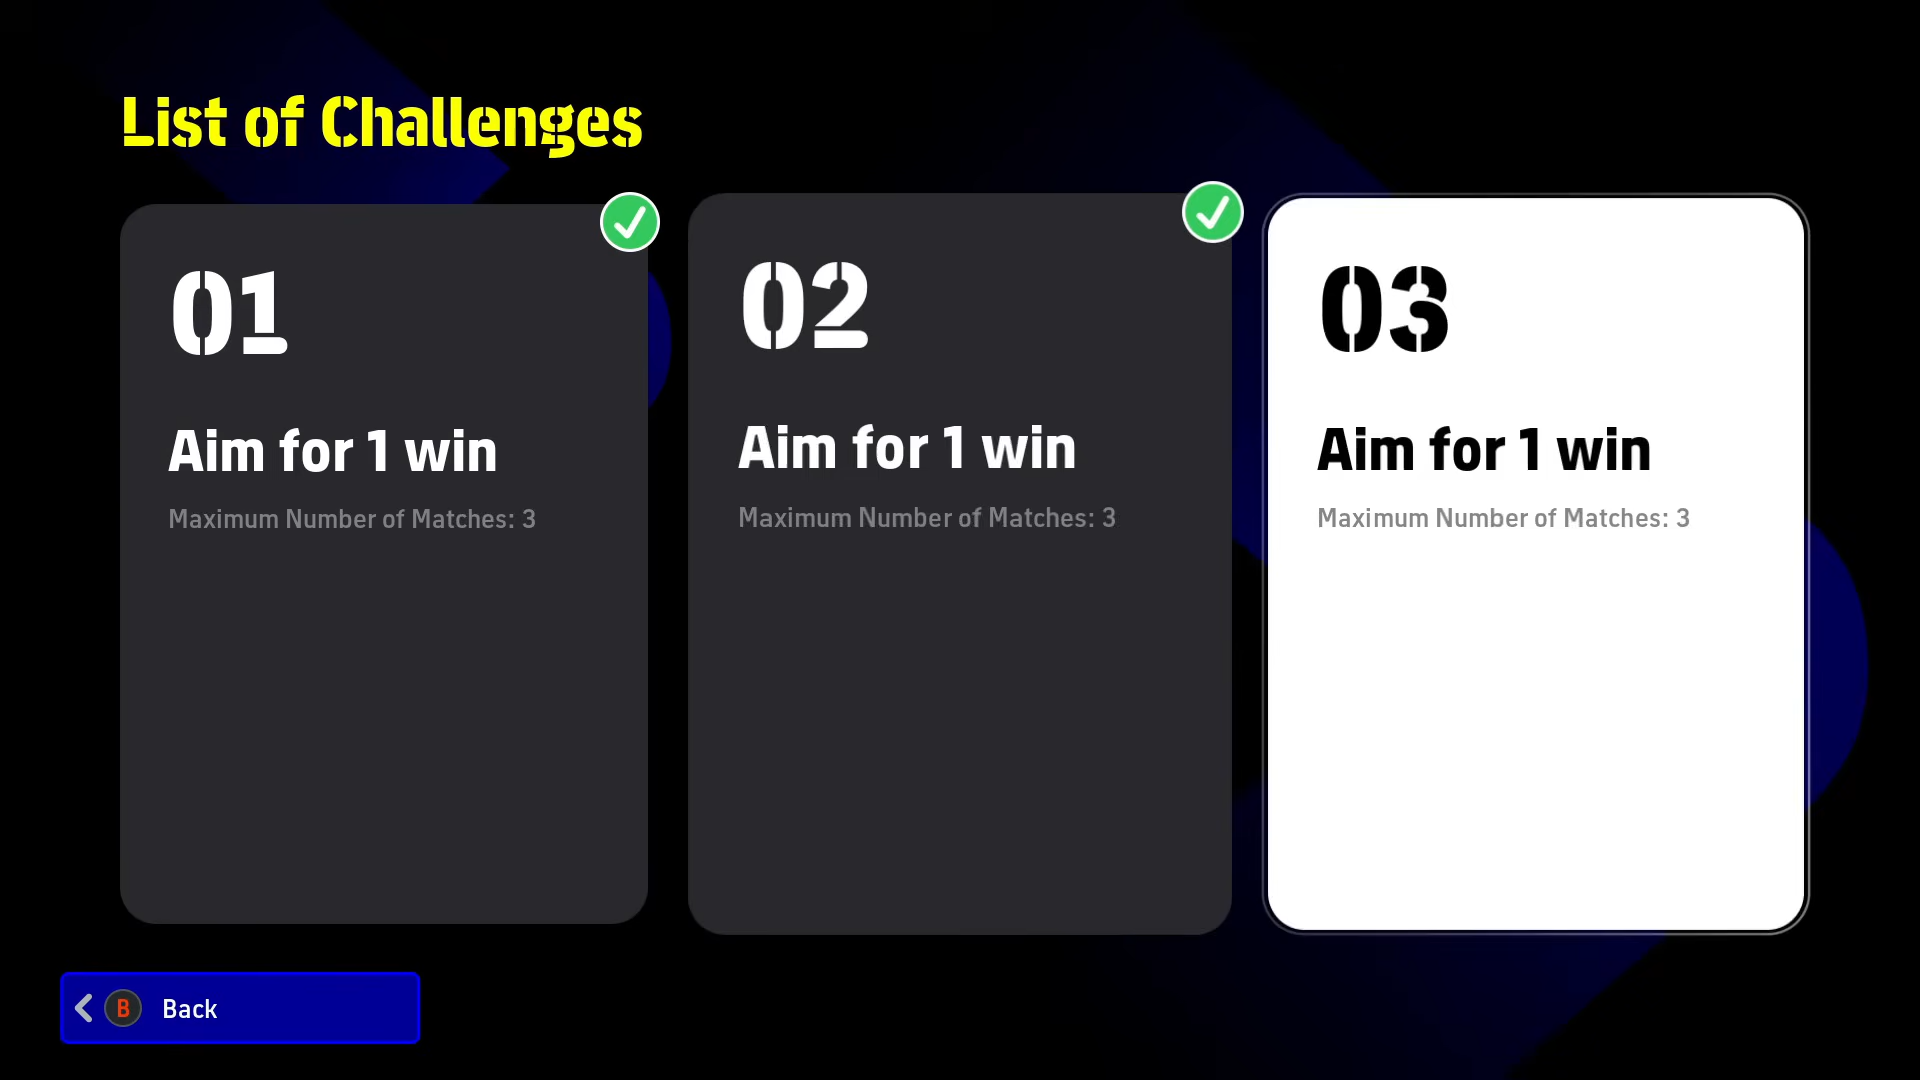 List of Challenges
01
Aim for 1 win
Maximum Number of Matches: 3
02
Aim for 1 win
Maximum Number of Matches: 3
03
Aim for 1 win
Maximum Number of Matches: 3
B Back